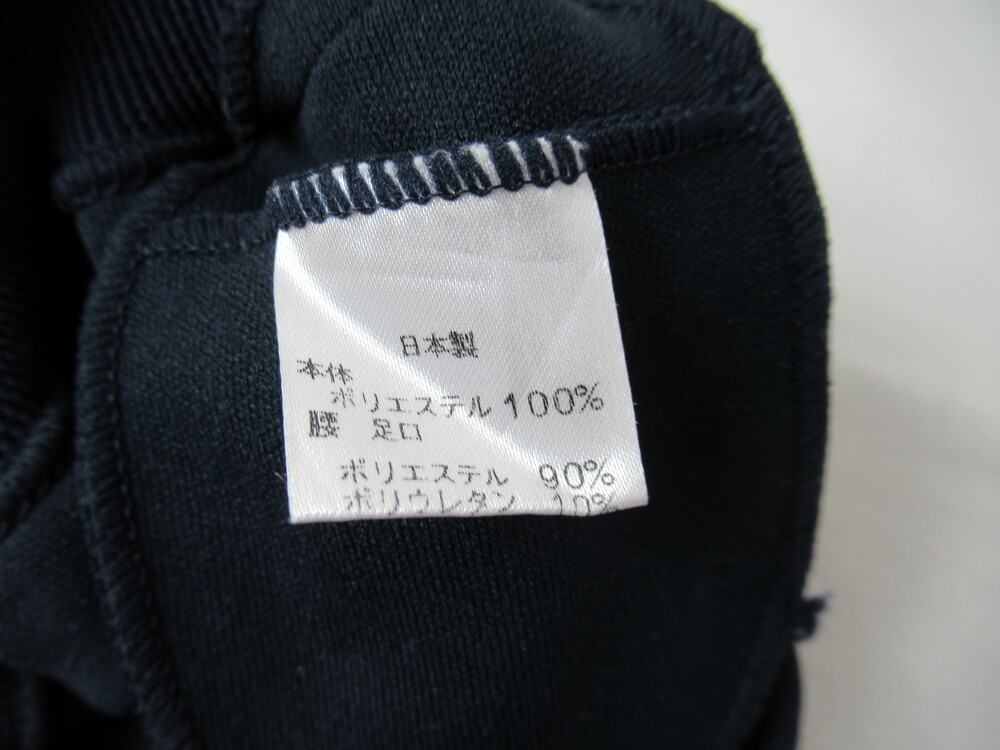 日本製
本体
ポリエステル 100%
腰 足口
ポリエステル 90%
ポリウレタン 10%